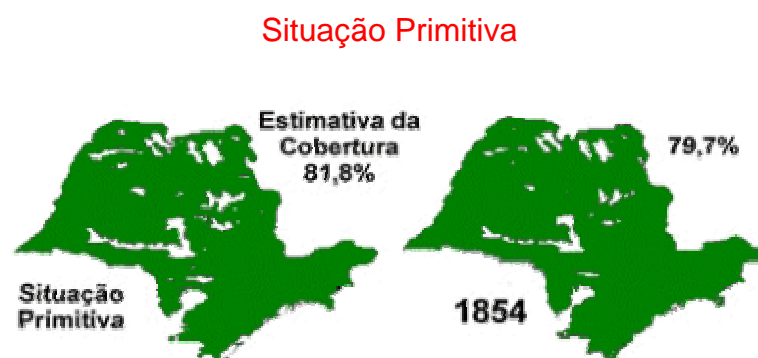 Situação Primitiva
Estimativa da
Cobertura
81,8%
Situação
Primitiva
79,7%
1854